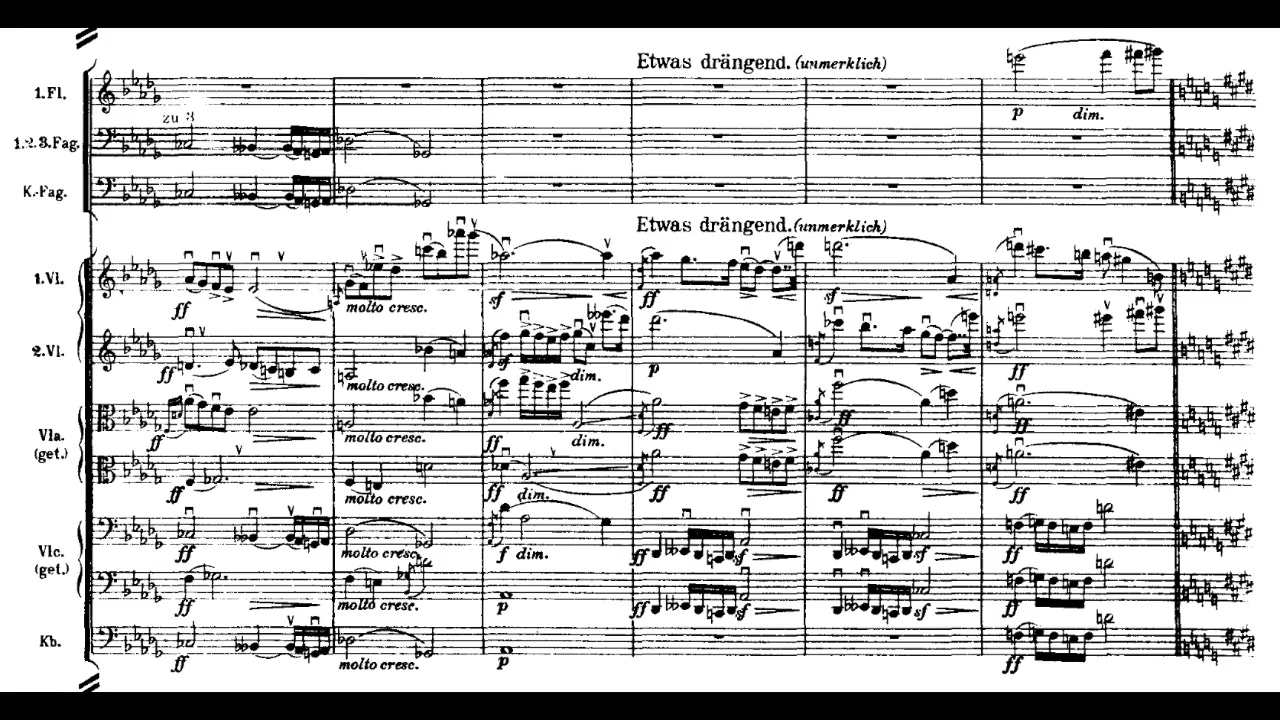 Etwas drängend. (unmerklich)
1. Fl.
p dim.
zu 3
1.2.3.Fag.
K.-Fag.
Etwas drängend. (unmerklich)
1.Vl.
ff molto cresc. sf ff sf
2.Vl.
ff molto cresc. sf dim. p ff
Vla.
(get.)
ff molto cresc. ff dim. ff ff ff
ff molto cresc. ff dim. ff ff ff
Vlc.
(get.)
ff molto cresc. f dim. ff sf sf ff
ff molto cresc. p ff sf sf ff
Kb.
ff molto cresc. p ff